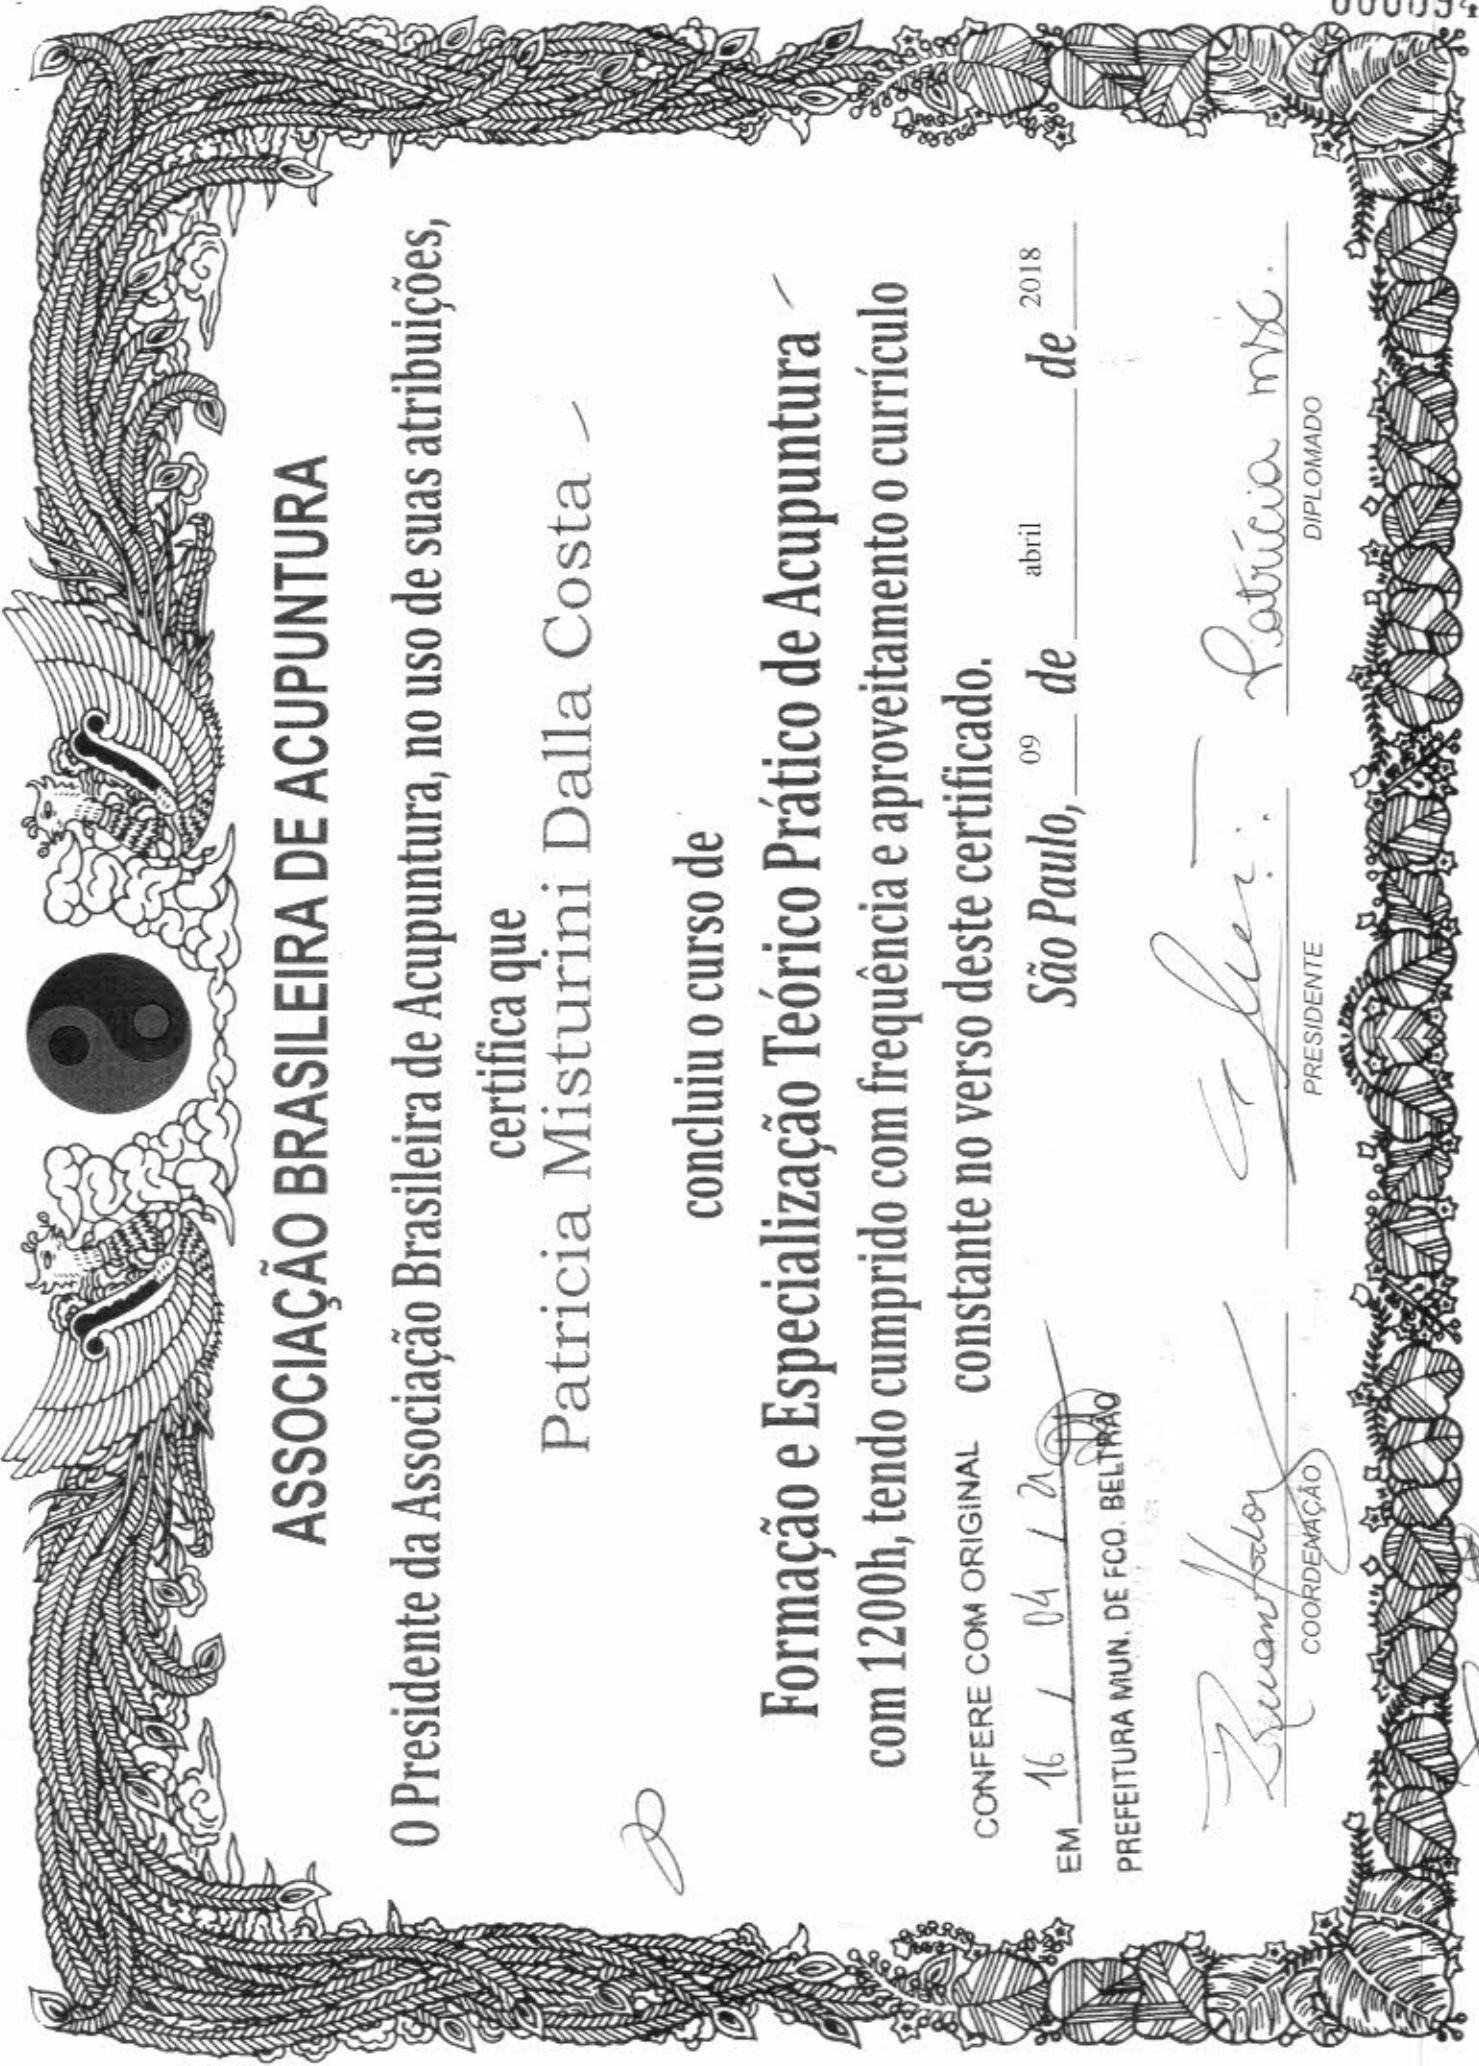 ASSOCIAÇÃO BRASILEIRA DE ACUPUNTURA
O Presidente da Associação Brasileira de Acupuntura, no uso de suas atribuições,
certifica que
Patricia Misturini Dalla Costa
concluiu o curso de
Formação e Especialização Teórico Prático de Acupuntura
com 1200h, tendo cumprido com frequência e aproveitamento o currículo
constante no verso deste certificado.
São Paulo, 09 de abril de 2018
CONFERE COM ORIGINAL
EM 16 / 04 /
PREFEITURA MUN. DE FCO. BELTRÃO
Patricia
COORDENAÇÃO
PRESIDENTE
DIPLOMADO